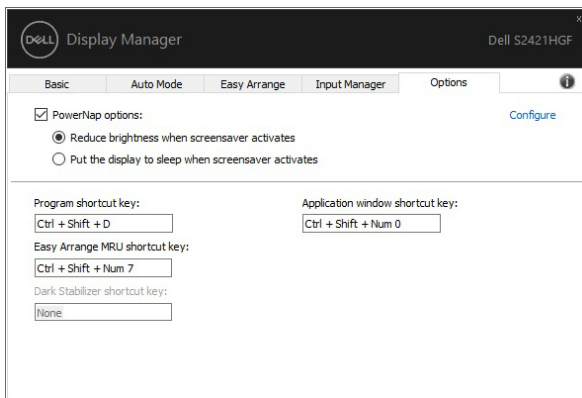 DELL Display Manager Dell S2421HGF
x
Basic Auto Mode Easy Arrange Input Manager Options i
PowerNap options: Configure
Reduce brightness when screensaver activates
Put the display to sleep when screensaver activates
Program shortcut key: Application window shortcut key:
Ctrl + Shift + D Ctrl + Shift + Num 0
Easy Arrange MRU shortcut key:
Ctrl + Shift + Num 7
Dark Stabilizer shortcut key:
None